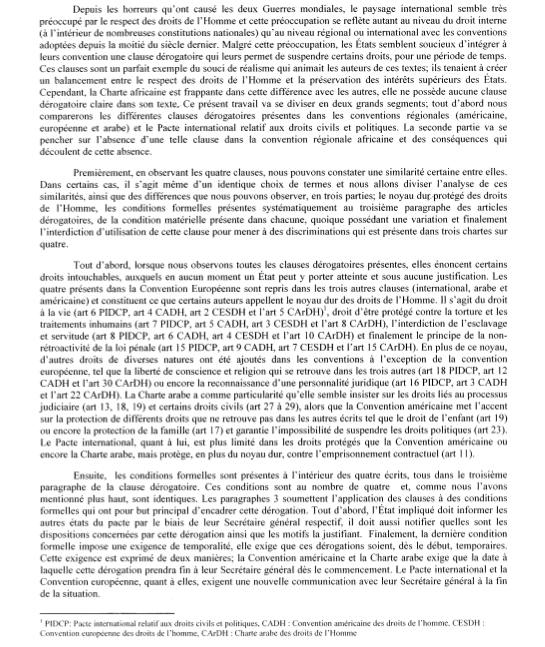 Depuis les horreurs qu'ont causé les deux Guerres mondiales, le paysage international semble très
préoccupé par le respect des droits de l'Homme et cette préoccupation se reflète autant au niveau du droit interne
(à l'intérieur de nombreuses constitutions nationales) qu'au niveau régional ou international avec les conventions
adoptées depuis la moitié du siècle dernier. Malgré cette préoccupation, les États semblent soucieux d'intégrer à
leurs convention une clause dérogatoire qui leurs permet de suspendre certains droits, pour une période de temps.
Ces clauses sont un parfait exemple du souci de réalisme qui animait les auteurs de ces textes; ils tenaient à créer
un balancement entre le respect des droits de l'Homme et la préservation des intérêts supérieurs des États.
Cependant, la Charte africaine est frappante dans cette différence avec les autres, elle ne possède aucune clause
dérogatoire claire dans son texte. Ce présent travail va se diviser en deux grands segments; tout d'abord nous
comparerons les différentes clauses dérogatoires présentes dans les conventions régionales (américaine,
européenne et arabe) et le Pacte international relatif aux droits civils et politiques. La seconde partie va se
pencher sur l'absence d'une telle clause dans la convention régionale africaine et des conséquences qui
découlent de cette absence.
Premièrement, en observant les quatre clauses, nous pouvons constater une similarité certaine entre elles.
Dans certains cas, il s'agit même d'un identique choix de termes et nous allons diviser l'analyse de ces
similarités, ainsi que des différences que nous pouvons observer, en trois parties; le noyau dur protégé des droits
de l'Homme, les conditions formelles présentes systématiquement au troisième paragraphe des articles
dérogatoires, de la condition matérielle présente dans chacune, quoique possédant une variation et finalement
l'interdiction d'utilisation de cette clause pour mener à des discriminations qui est présente dans trois chartes sur
quatre.
Tout d'abord, lorsque nous observons toutes les clauses dérogatoires présentes, elles énoncent certains
droits intouchables, auxquels en aucun moment un État peut y porter atteinte et sous aucune justification. Les
quatre présents dans la Convention Européenne sont repris dans les trois autres clauses (international, arabe et
américaine) et constituent ce que certains auteurs appellent le noyau dur des droits de l'Homme. Il s'agit du droit
à la vie (art 6 PIDCP, art 4 CADH, art 2 CESDH et l'art 5 CArDH)¹, droit d'être protégé contre la torture et les
traitements inhumains (art 7 PIDCP, art 5 CADH, art 3 CESDH et l'art 8 CArDH), l'interdiction de l'esclavage
et servitude (art 8 PIDCP, art 6 CADH, art 4 CESDH et l'art 10 CArDH) et finalement le principe de la non-
rétroactivité de la loi pénale (art 15 PIDCP, art 9 CADH, art 7 CESDH et l'art 15 CArDH). En plus de ce noyau,
d'autres droits de diverses natures ont été ajoutés dans les conventions à l'exception de la convention
européenne, tel que la liberté de conscience et religion qui se retrouve dans les trois autres (art 18 PIDCP, art 12
CADH et l'art 30 CArDH) ou encore la reconnaissance d'une personnalité juridique (art 16 PIDCP, art 3 CADH
et l'art 22 CArDH). La Charte arabe a comme particularité qu'elle semble insister sur les droits liés au processus
judiciaire (art 13, 18, 19) et certains droits civils (art 27 à 29), alors que la Convention américaine met l'accent
sur la protection de différents droits que ne retrouve pas dans les autres écrits tel que le droit de l'enfant (art 19)
ou encore la protection de la famille (art 17) et garantie l'impossibilité de suspendre les droits politiques (art 23).
Le Pacte international, quant à lui, est plus limité dans les droits protégés que la Convention américaine ou
encore la Charte arabe, mais protège, en plus du noyau dur, contre l'emprisonnement contractuel (art 11).
Ensuite, les conditions formelles sont présentes à l'intérieur des quatre écrits, tous dans le troisième
paragraphe de la clause dérogatoire. Ces conditions sont au nombre de quatre et, comme nous l'avons
mentionné plus haut, sont identiques. Les paragraphes 3 soumettent l'application des clauses à des conditions
formelles qui ont pour but principal d'encadrer cette dérogation. Tout d'abord, l'État impliqué doit informer les
autres états du pacte par le biais de leur Secrétaire général respectif, il doit aussi notifier quelles sont les
dispositions concernées par cette dérogation ainsi que les motifs la justifiant. Finalement, la dernière condition
formelle impose une exigence de temporalité, elle exige que ces dérogations soient, dès le début, temporaires.
Cette exigence est exprimé de deux manières; la Convention américaine et la Charte arabe exige que la date à
laquelle cette dérogation prendra fin à leur Secrétaire général dès le commencement. Le Pacte international et la
Convention européenne, quant à elles, exigent une nouvelle communication avec leur Secrétaire général à la fin
de la situation.
¹ PIDCP: Pacte international relatif aux droits civils et politiques, CADH : Convention américaine des droits de l'homme, CESDH :
Convention européenne des droits de l'homme, CArDH : Charte arabe des droits de l'Homme